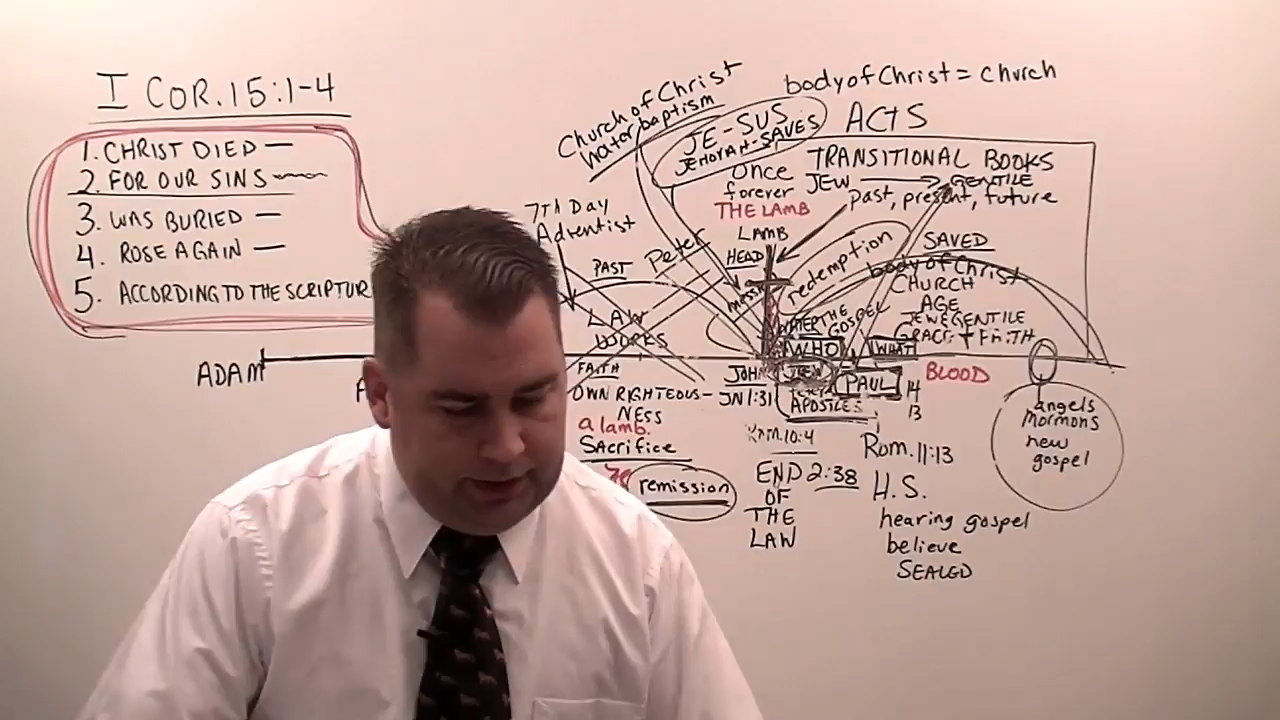 I COR. 15:1-4
1. CHRIST DIED —
2. FOR OUR SINS
3. WAS BURIED —
4. ROSE AGAIN —
5. ACCORDING TO THE SCRIPTUR
ADAM
Church of Christ
water baptism
JE-SUS
JEHOVAH-SAVES
body of Christ = church
ACTS
TRANSITIONAL BOOKS
JEW
GENTILE
past, present, future
once
forever
THE LAMB
LAMB
HEAD
7TH Day
Adventist
PAST
Peter
LAW
WORKS
FAITH
OWN RIGHTEOUS-
NESS
a lamb.
SACrifice
remission
redemption
SAVED
body of Christ
CHURCH
AGE
JEW & GENTILE
GRACE + FAITH
THE
GOSPEL
WHO
WHAT
JOHN
JN 1:31
JEW
APOSTLES
PAUL
14
13
BLOOD
Rom. 10:4
END 2:38
OF
THE
LAW
Rom. 11:13
H.S.
hearing gospel
believe
SEALED
angels
Mormons
new
gospel